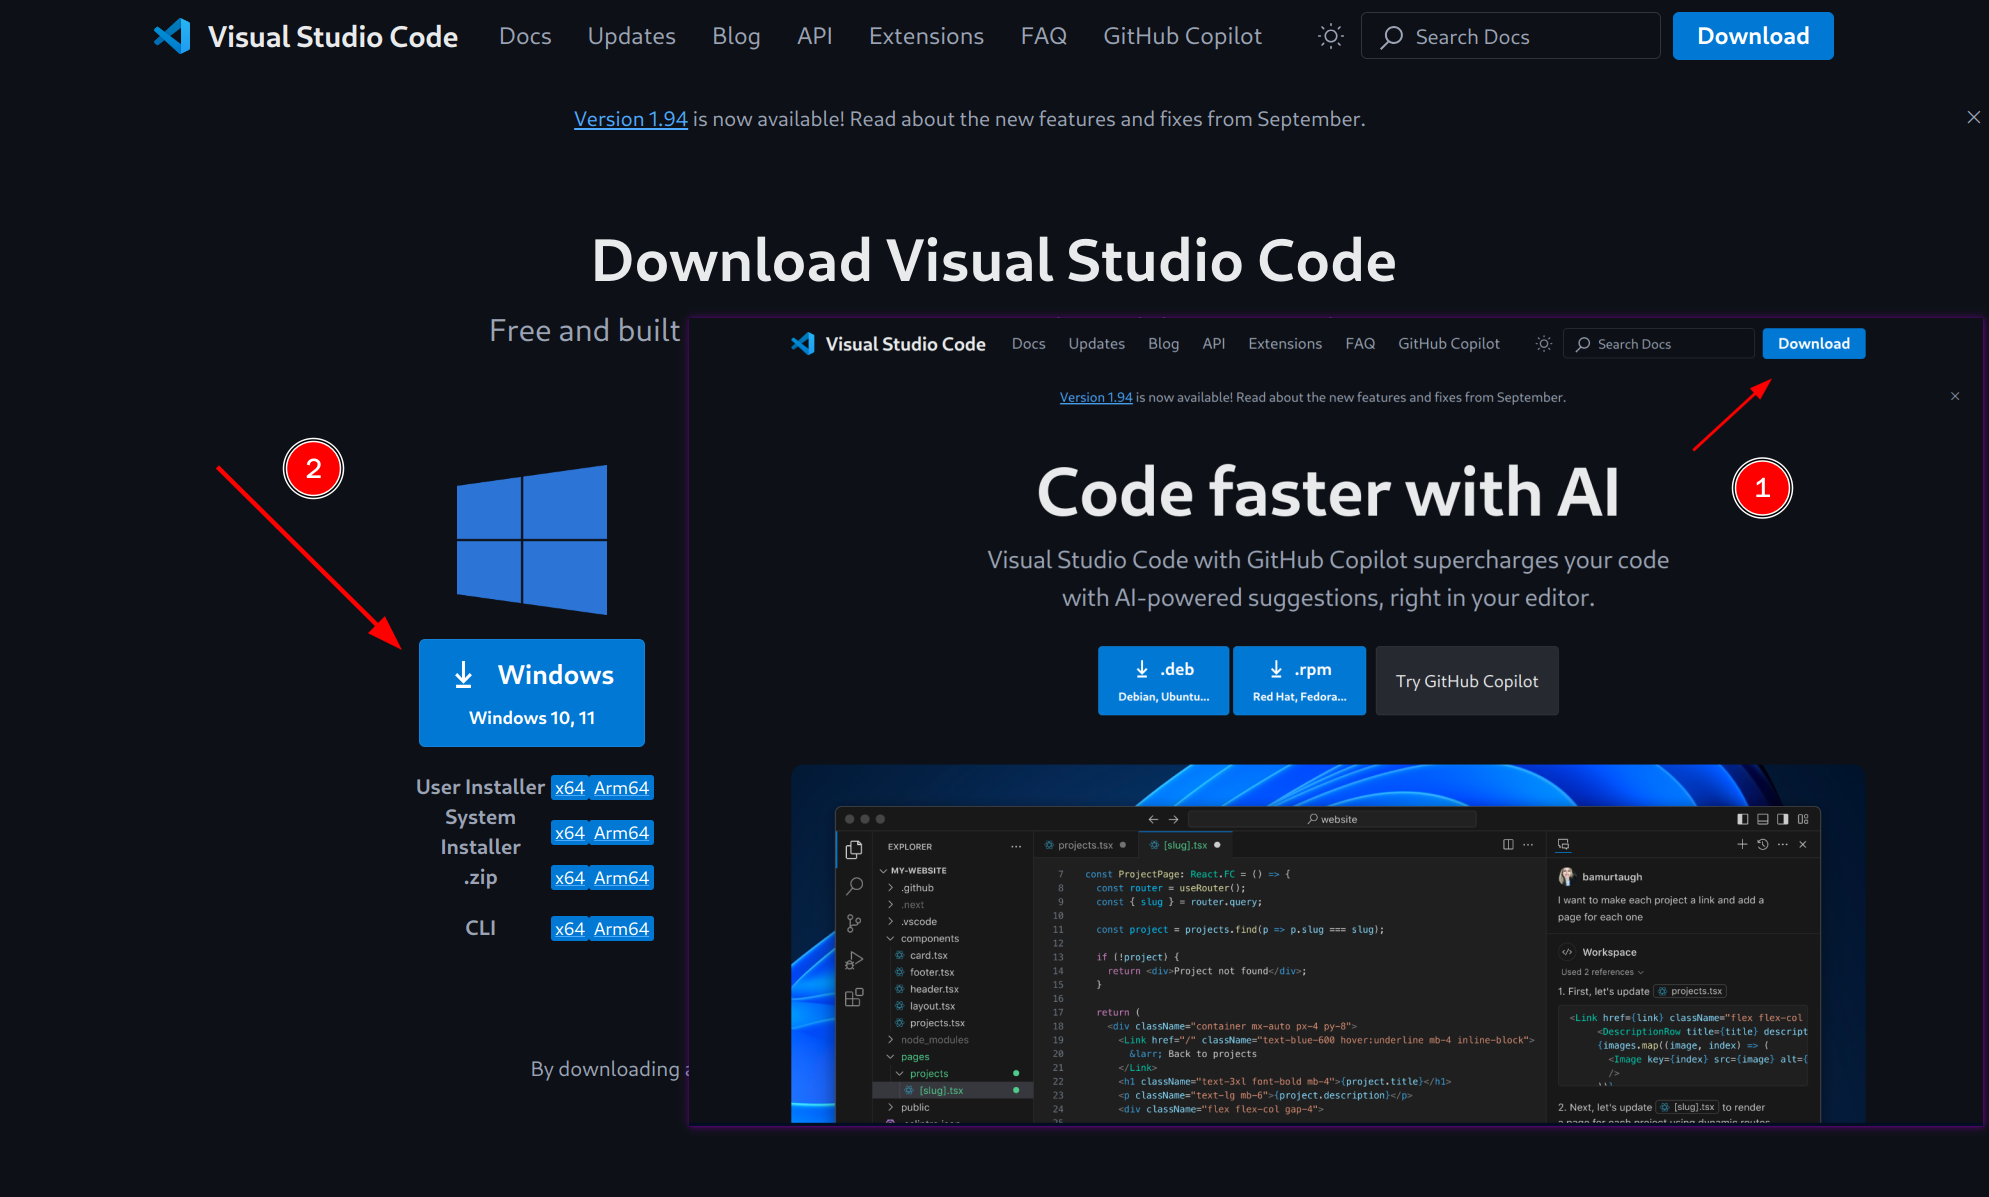 Visual Studio Code Docs Updates Blog API Extensions FAQ GitHub Copilot Search Docs Download
Version 1.94 is now available! Read about the new features and fixes from September.
Download Visual Studio Code
Free and built
2
Windows
Windows 10, 11
User Installer x64 Arm64
System
Installer x64 Arm64
.zip x64 Arm64
CLI x64 Arm64
By downloading
Visual Studio Code Docs Updates Blog API Extensions FAQ GitHub Copilot Search Docs Download
Version 1.94 is now available! Read about the new features and fixes from September.
1
Code faster with AI
Visual Studio Code with GitHub Copilot supercharges your code
with AI-powered suggestions, right in your editor.
.deb
Debian, Ubuntu...
.rpm
Red Hat, Fedora...
Try GitHub Copilot
website
EXPLORER ...
MY-WEBSITE
.github
.next
.vscode
components
card.tsx
footer.tsx
header.tsx
layout.tsx
projects.tsx
node_modules
pages
projects
[slug].tsx
public
projects.tsx [slug].tsx
7 const ProjectPage: React.FC = () => {
8 const router = useRouter();
9 const { slug } = router.query;
10
11 const project = projects.find(p => p.slug === slug);
12
13 if (!project) {
14 return <div>Project not found</div>;
15 }
16
17 return (
18 <div className="container mx-auto px-4 py-8">
19 <Link href="/" className="text-blue-600 hover:underline mb-4 inline-block">
20 &larr; Back to projects
21 </Link>
22 <h1 className="text-3xl font-bold mb-4">{project.title}</h1>
23 <p className="text-lg mb-6">{project.description}</p>
24 <div className="flex flex-col gap-4">
bamurtaugh
I want to make each project a link and add a
page for each one
Workspace
Used 2 references
1. First, let's update projects.tsx
<Link href={link} className="flex flex-col
<DescriptionRow title={title} descript
{images.map((image, index) => (
<Image key={index} src={image} alt={
/>
2. Next, let's update [slug].tsx to render